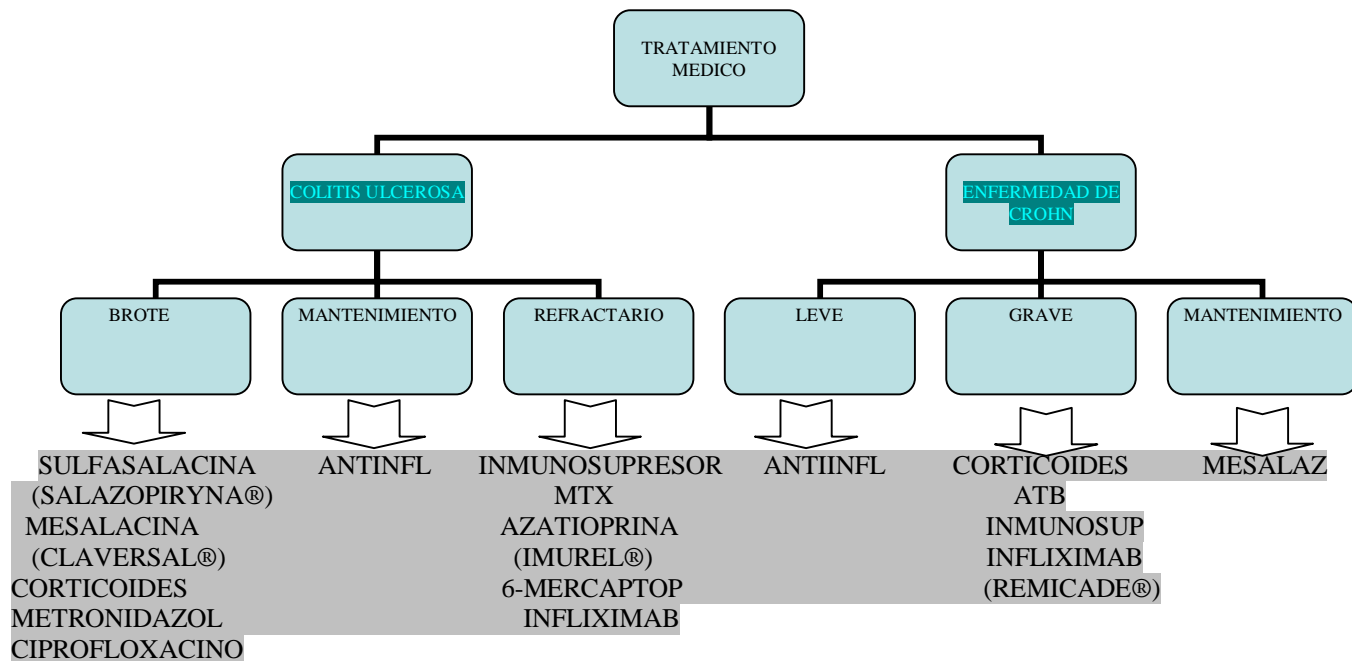 TRATAMIENTO
MEDICO
COLITIS ULCEROSA
ENFERMEDAD DE
CROHN
BROTE MANTENIMIENTO REFRACTARIO LEVE GRAVE MANTENIMIENTO
SULFASALACINA ANTINFL INMUNOSUPRESOR ANTIINFL CORTICOIDES MESALAZ
(SALAZOPIRYNA®) MTX ATB
MESALACINA AZATIOPRINA INMUNOSUP
(CLAVERSAL®) (IMUREL®) INFLIXIMAB
CORTICOIDES 6-MERCAPTOP (REMICADE®)
METRONIDAZOL INFLIXIMAB
CIPROFLOXACINO